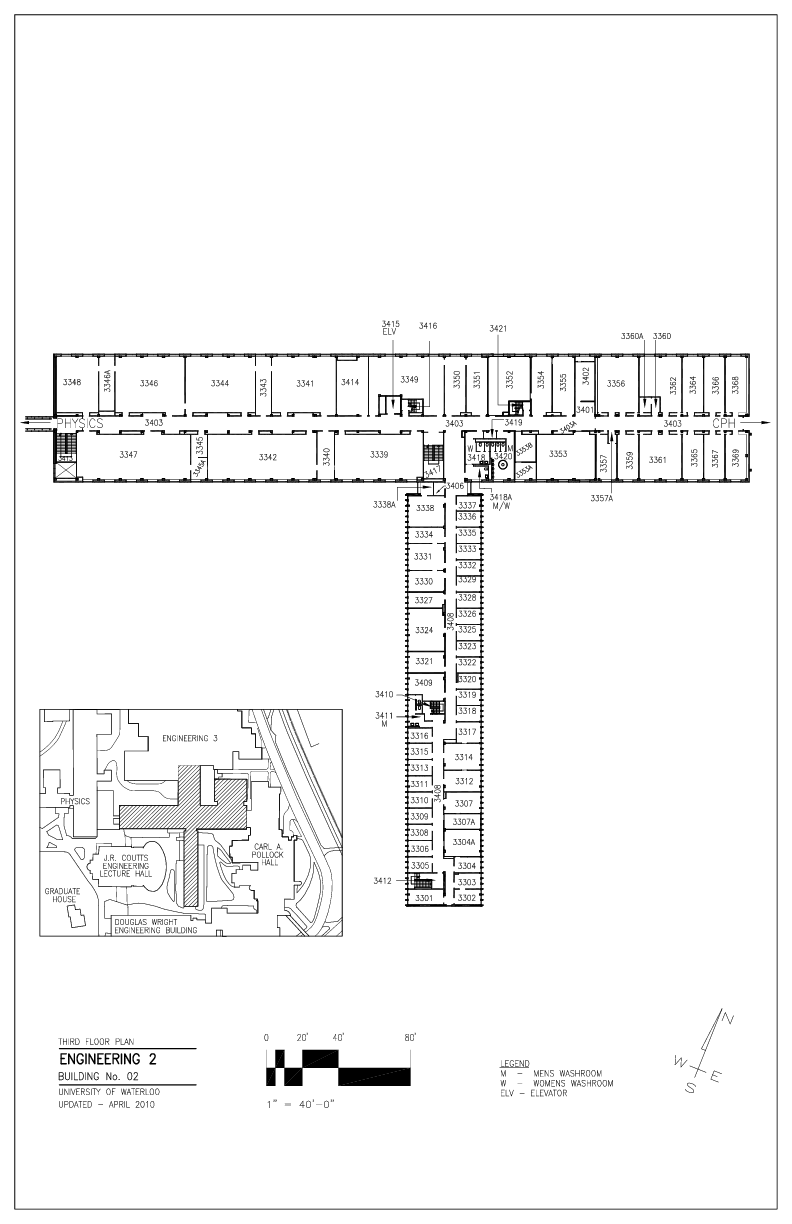 3415
ELV
3416
3421
3360A
3360
3348
3346A
3346
3344
3343
3341
3414
3349
3350
3351
3352
3354
3355
3402
3401
3356
3362
3364
3366
3368
PHYSICS
3403
3403
3419
3403A
3403
CPH
3413
3347
3345
3345A
3342
3340
3339
3417
W
3418
M
3420
3353B
3353A
3353
3357
3359
3361
3365
3367
3369
3338A
3406
3418A
M/W
3357A
3338
3337
3336
3334
3335
3331
3333
3332
3330
3329
3327
3328
3326
3324
3408
3325
3323
3321
3322
3409
3320
3410
3319
3411
M
3318
3316
3317
3315
3314
3313
3311
3312
3310
3408
3307
3309
3307A
3308
3306
3304A
3305
3304
3412
3303
3301
3302
ENGINEERING 3
PHYSICS
J.R. COUTTS
ENGINEERING
LECTURE HALL
CARL A.
POLLOCK
HALL
GRADUATE
HOUSE
DOUGLAS WRIGHT
ENGINEERING BUILDING
THIRD FLOOR PLAN
ENGINEERING 2
BUILDING No. 02
UNIVERSITY OF WATERLOO
UPDATED - APRIL 2010
0 20' 40' 80'
1" = 40'-0"
LEGEND
M - MENS WASHROOM
W - WOMENS WASHROOM
ELV - ELEVATOR
N
W
E
S